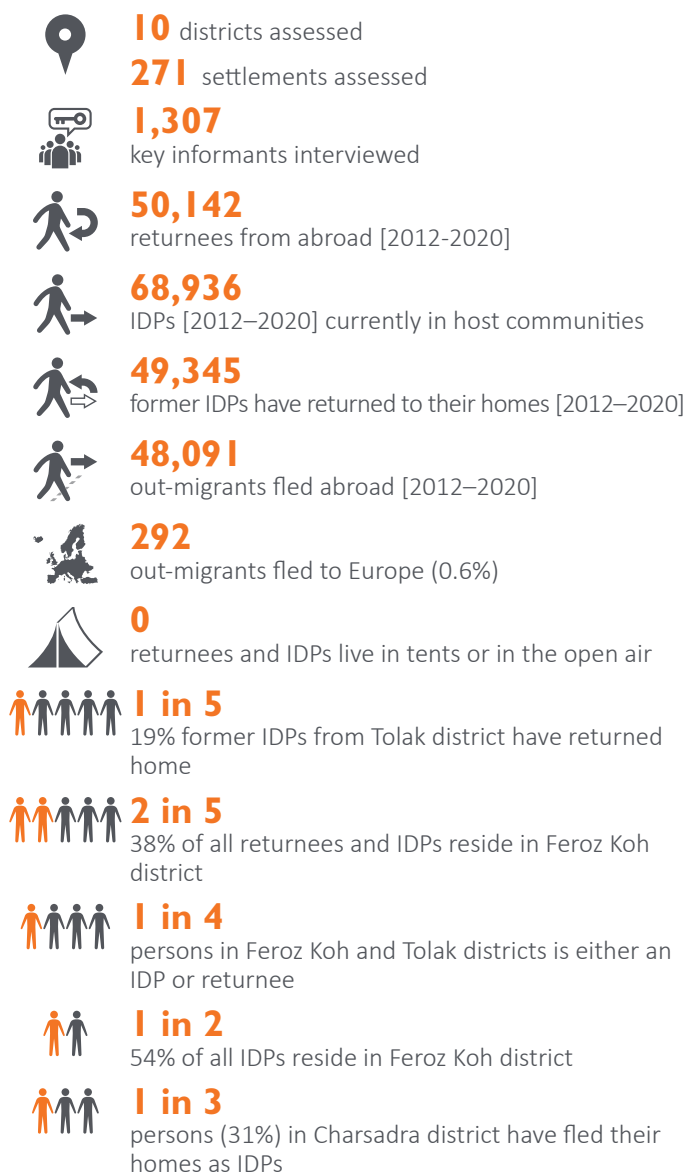 10 districts assessed
271 settlements assessed
1,307
key informants interviewed
50,142
returnees from abroad [2012-2020]
68,936
IDPs [2012–2020] currently in host communities
49,345
former IDPs have returned to their homes [2012–2020]
48,091
out-migrants fled abroad [2012–2020]
292
out-migrants fled to Europe (0.6%)
0
returnees and IDPs live in tents or in the open air
1 in 5
19% former IDPs from Tolak district have returned
home
2 in 5
38% of all returnees and IDPs reside in Feroz Koh
district
1 in 4
persons in Feroz Koh and Tolak districts is either an
IDP or returnee
1 in 2
54% of all IDPs reside in Feroz Koh district
1 in 3
persons (31%) in Charsadra district have fled their
homes as IDPs